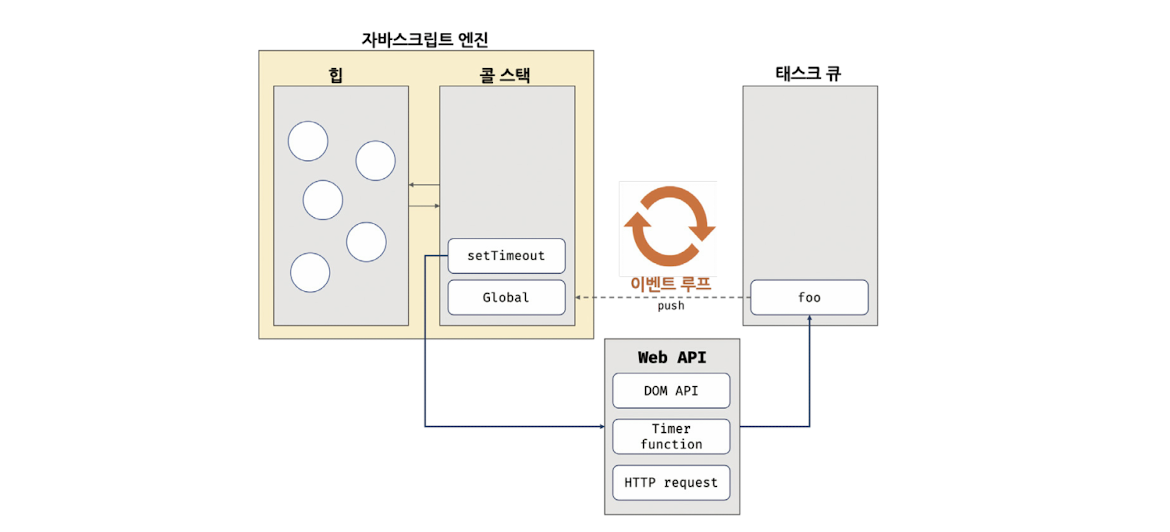 자바스크립트 엔진
힙
콜 스택
태스크 큐
setTimeout
Global
이벤트 루프
push
foo
Web API
DOM API
Timer
function
HTTP request